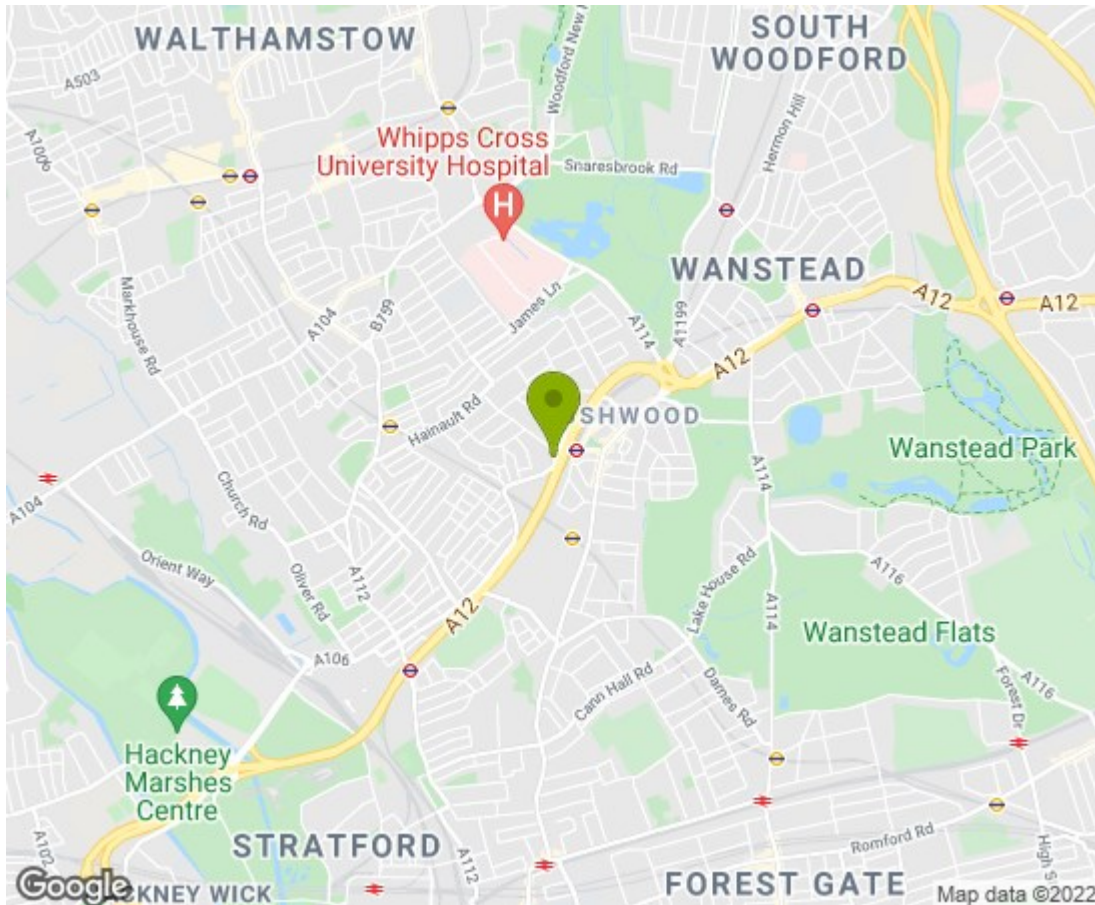 WALTHAMSTOW
SOUTH
WOODFORD
A503
Woodford New
A1006
Whipps Cross
University Hospital
H
Snaresbrook Rd
Hermon Hill
WANSTEAD
Markhouse Rd
A104
B159
James Ln
A114
A1199
A12
A12
A12
Hainault Rd
SHWOOD
Wanstead Park
A104
Church Rd
A114
Orient Way
Oliver Rd
A112
A12
Lake House Rd
A116
A114
Wanstead Flats
A106
Cann Hall Rd
Dames Rd
Forest Dr
A116
Hackney
Marshes
Centre
A102
STRATFORD
A112
Romford Rd
High S
Google
ACKNEY WICK
FOREST GATE
Map data ©2022